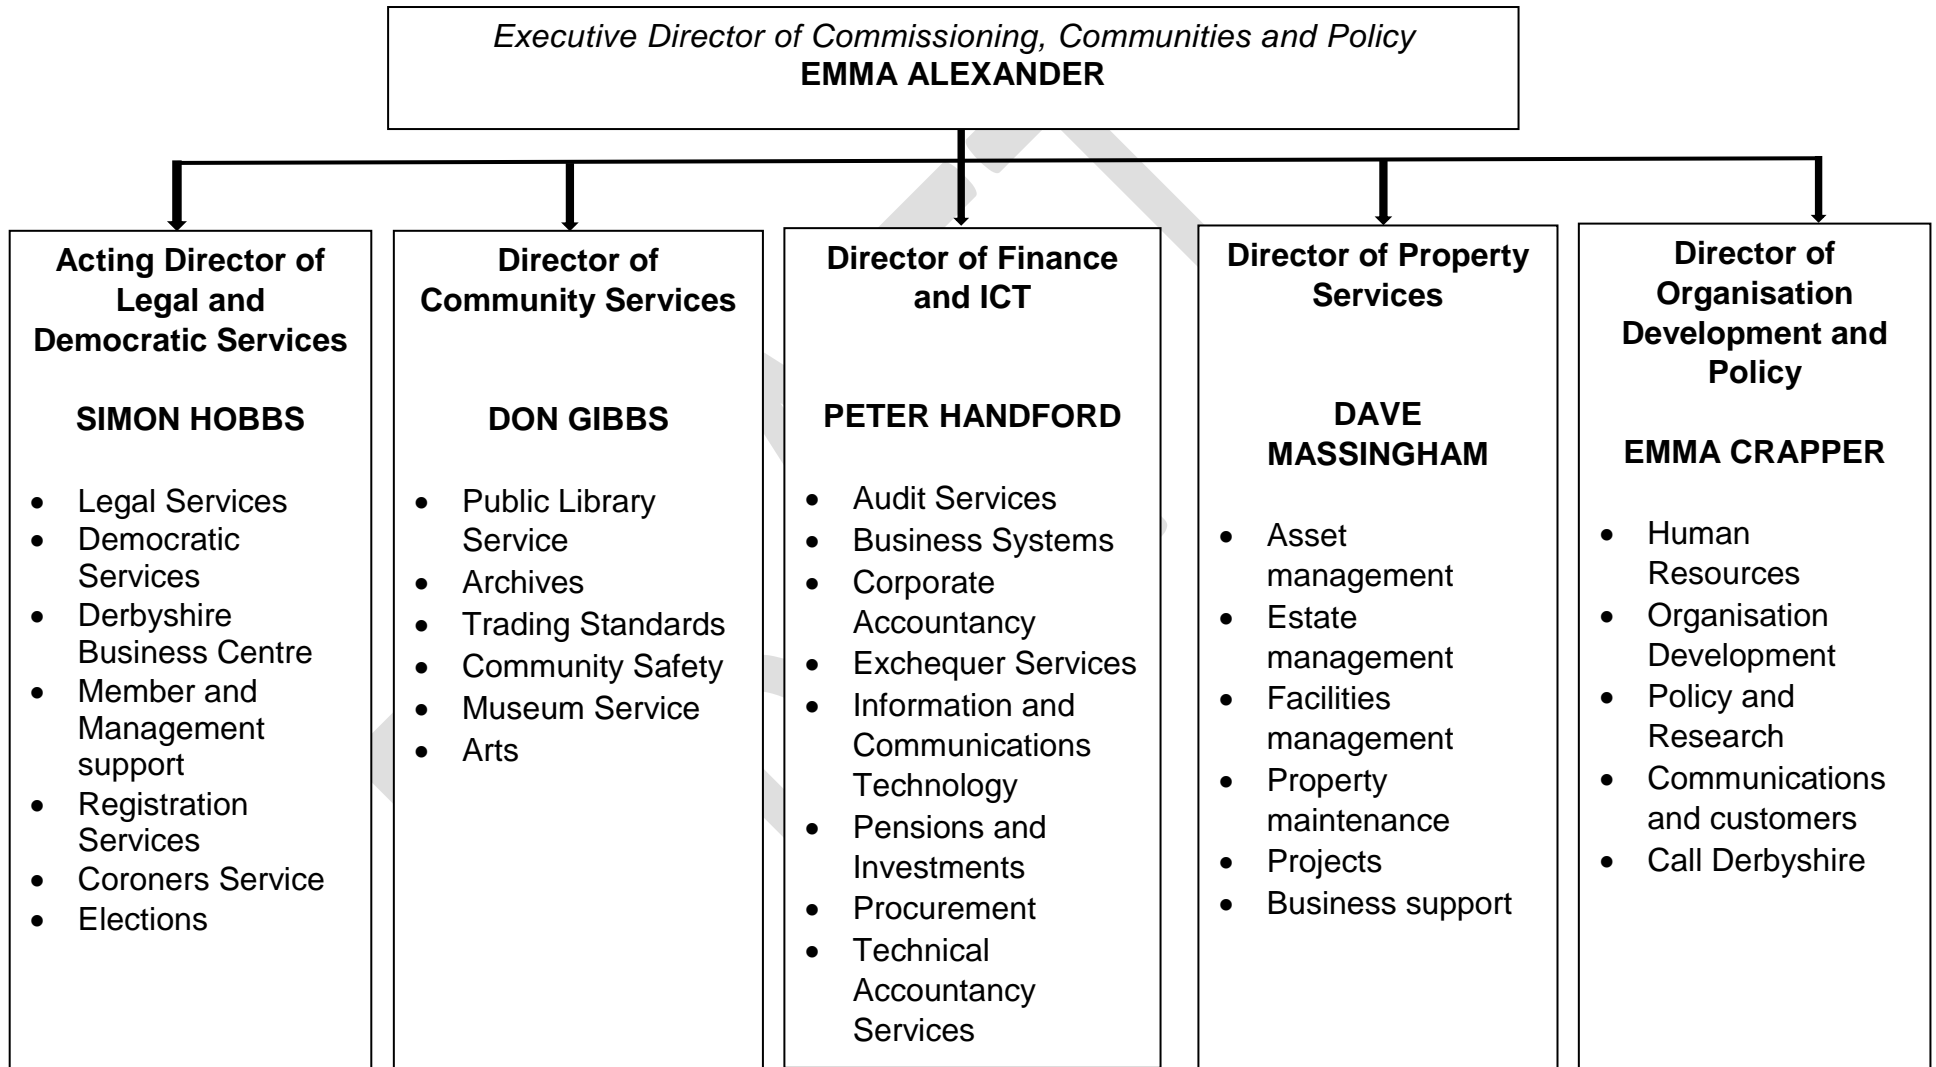 Executive Director of Commissioning, Communities and Policy
EMMA ALEXANDER
Acting Director of
Legal and
Democratic Services
SIMON HOBBS
• Legal Services
• Democratic
Services
• Derbyshire
Business Centre
• Member and
Management
support
• Registration
Services
• Coroners Service
• Elections
Director of
Community Services
DON GIBBS
• Public Library
Service
• Archives
• Trading Standards
• Community Safety
• Museum Service
• Arts
Director of Finance
and ICT
PETER HANDFORD
• Audit Services
• Business Systems
• Corporate
Accountancy
• Exchequer Services
• Information and
Communications
Technology
• Pensions and
Investments
• Procurement
• Technical
Accountancy
Services
Director of Property
Services
DAVE
MASSINGHAM
• Asset
management
• Estate
management
• Facilities
management
• Property
maintenance
• Projects
• Business support
Director of
Organisation
Development and
Policy
EMMA CRAPPER
• Human
Resources
• Organisation
Development
• Policy and
Research
• Communications
and customers
• Call Derbyshire